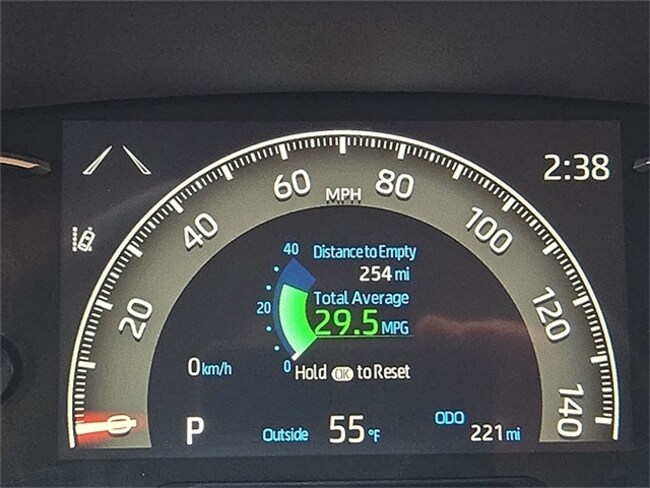 2:38
60 MPH 80
40 100
20 120
0 140
40 Distance to Empty
254 mi
Total Average
20 29.5 MPG
0 Hold OK to Reset
0 km/h
P Outside 55 °F ODO
221 mi